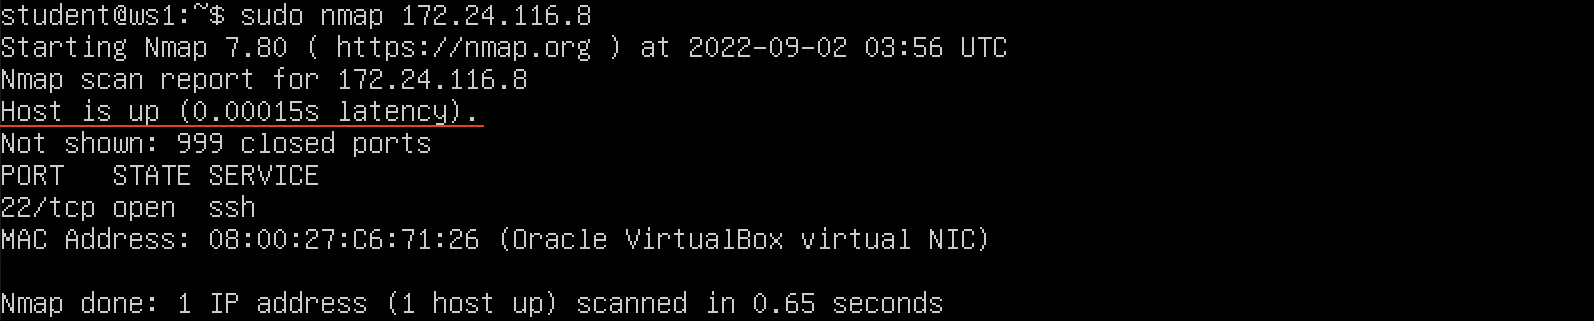 student@ws1:~$ sudo nmap 172.24.116.8
Starting Nmap 7.80 ( https://nmap.org ) at 2022-09-02 03:56 UTC
Nmap scan report for 172.24.116.8
Host is up (0.00015s latency).
Not shown: 999 closed ports
PORT   STATE SERVICE
22/tcp open  ssh
MAC Address: 08:00:27:C6:71:26 (Oracle VirtualBox virtual NIC)
Nmap done: 1 IP address (1 host up) scanned in 0.65 seconds